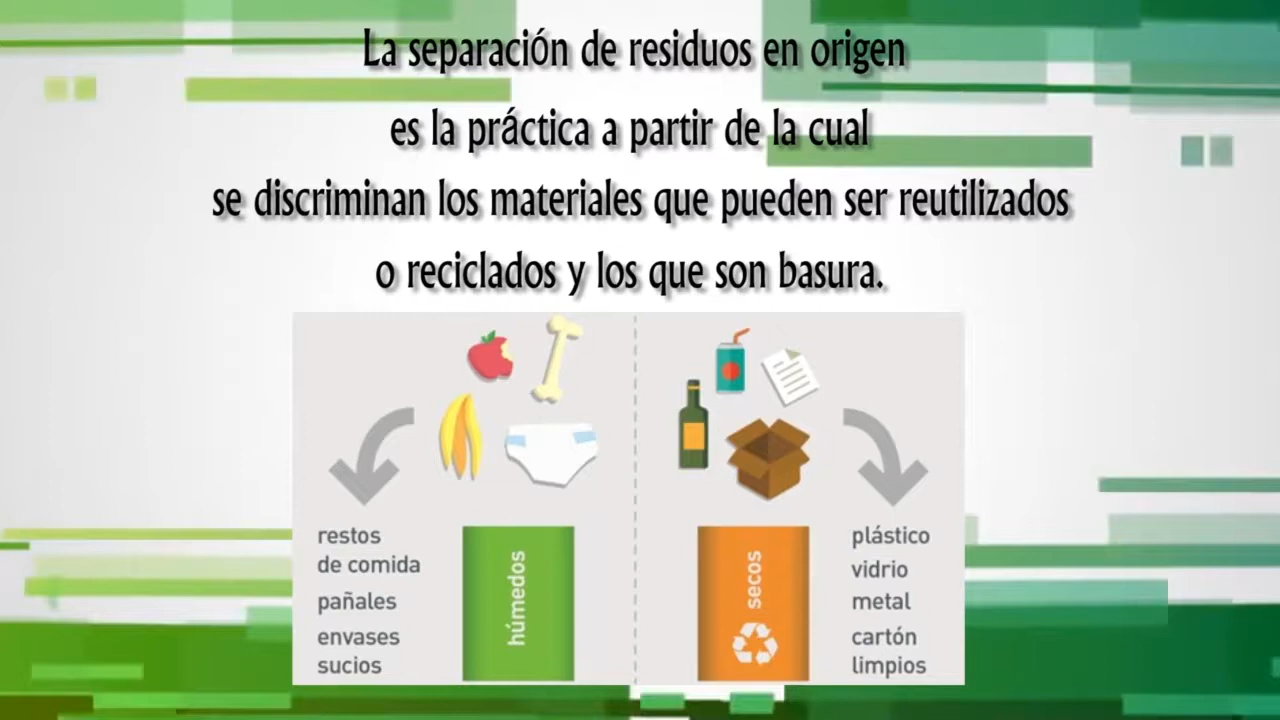 La separación de residuos en origen
es la práctica a partir de la cual
se discriminan los materiales que pueden ser reutilizados
o reciclados y los que son basura.
restos
de comida
pañales
envases
sucios
húmedos
secos
plástico
vidrio
metal
cartón
limpios